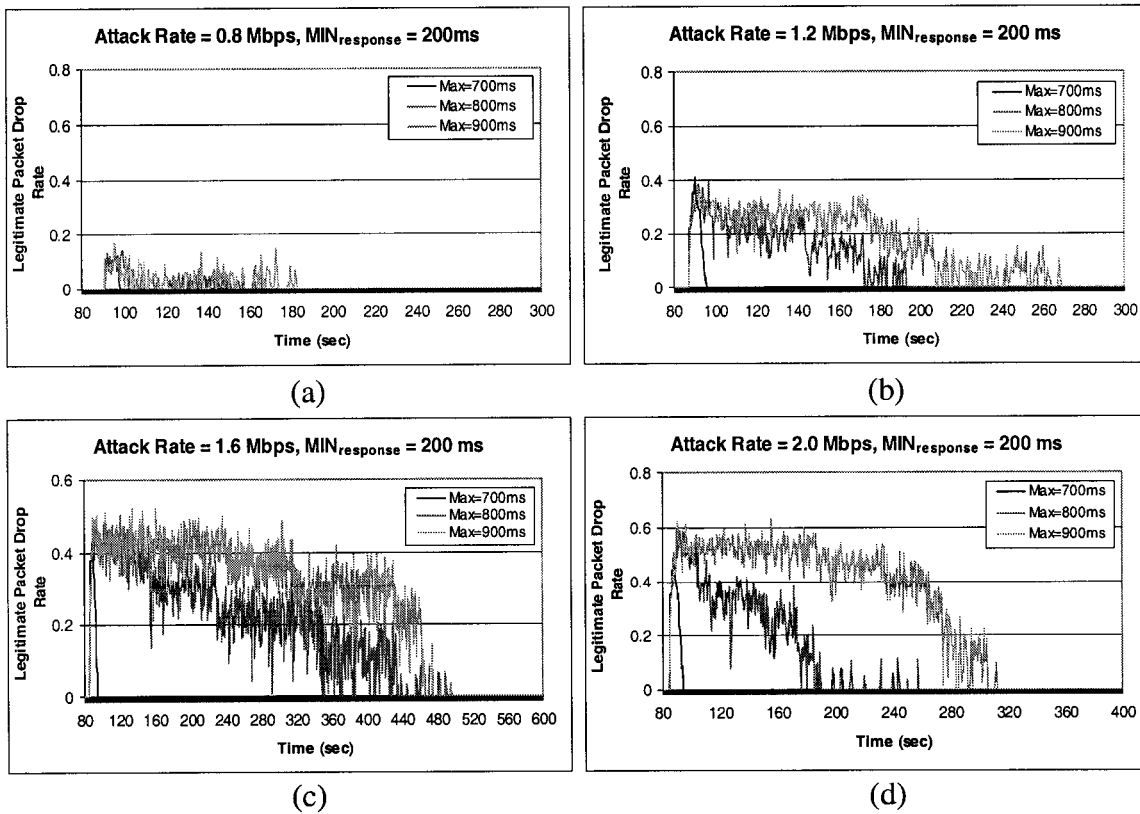 Attack Rate = 0.8 Mbps, MINresponse = 200ms
0.8
0.6
0.4
0.2
0
Legitimate Packet Drop
Rate
Max=700ms
Max=800ms
Max=900ms
80 100 120 140 160 180 200 220 240 260 280 300
Time (sec)
(a)
Attack Rate = 1.2 Mbps, MINresponse = 200 ms
0.8
0.6
0.4
0.2
0
Legitimate Packet Drop
Rate
Max=700ms
Max=800ms
Max=900ms
80 100 120 140 160 180 200 220 240 260 280 300
Time (sec)
(b)
Attack Rate = 1.6 Mbps, MINresponse = 200 ms
0.6
0.4
0.2
0
Legitimate Packet Drop
Rate
Max=700ms
Max=800ms
Max=900ms
80 120 160 200 240 280 320 360 400 440 480 520 560 600
Time (sec)
(c)
Attack Rate = 2.0 Mbps, MINresponse = 200 ms
0.8
0.6
0.4
0.2
0
Legitimate Packet Drop
Rate
Max=700ms
Max=800ms
Max=900ms
80 120 160 200 240 280 320 360 400
Time (sec)
(d)